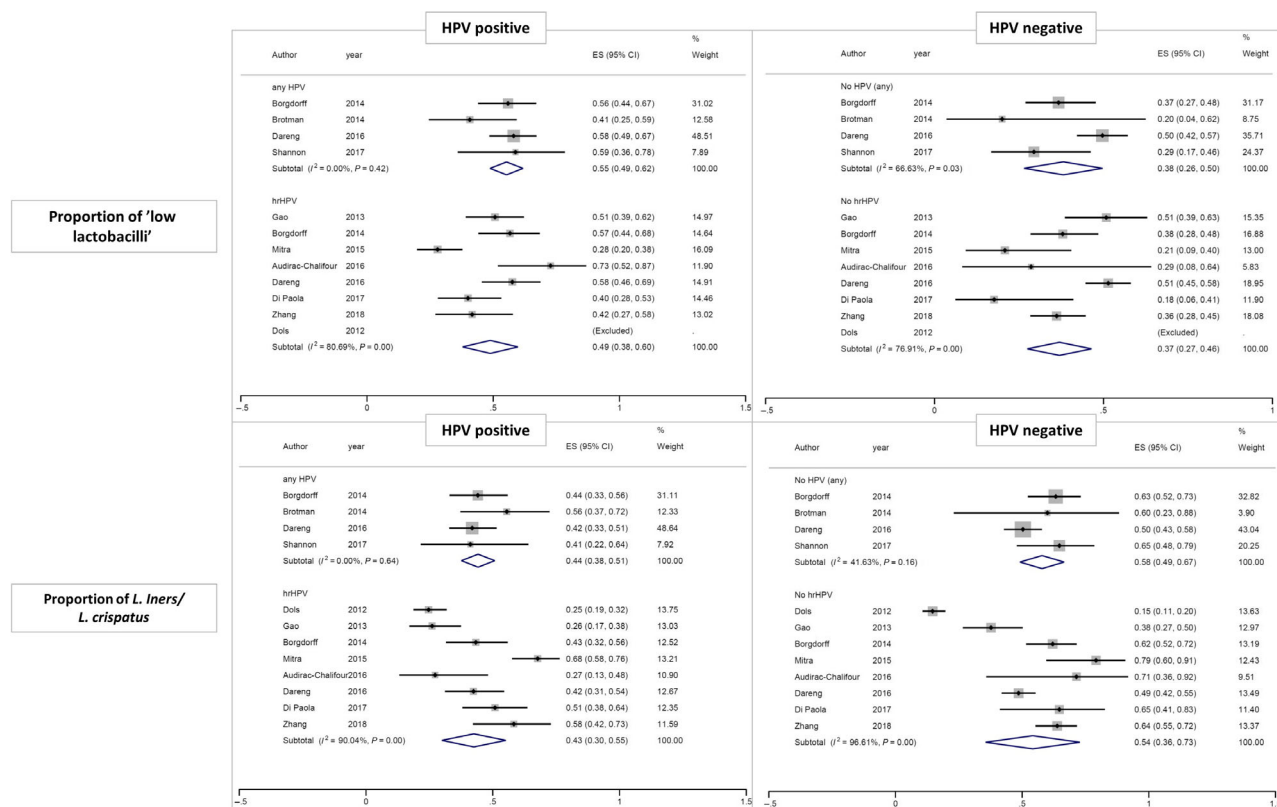 HPV positive
%
Author year ES (95% CI) Weight
any HPV
Borgdorff 2014 0.56 (0.44, 0.67) 31.02
Brotman 2014 0.41 (0.25, 0.59) 12.58
Dareng 2016 0.58 (0.49, 0.67) 48.51
Shannon 2017 0.59 (0.36, 0.78) 7.89
Subtotal (I² = 0.00%, P = 0.42) 0.55 (0.49, 0.62) 100.00
hrHPV
Gao 2013 0.51 (0.39, 0.62) 14.97
Borgdorff 2014 0.57 (0.44, 0.68) 14.64
Mitra 2015 0.28 (0.20, 0.38) 16.09
Audirac-Chalifour 2016 0.73 (0.52, 0.87) 11.90
Dareng 2016 0.58 (0.46, 0.69) 14.91
Di Paola 2017 0.40 (0.28, 0.53) 14.46
Zhang 2018 0.42 (0.27, 0.58) 13.02
Dols 2012 (Excluded) .
Subtotal (I² = 80.69%, P = 0.00) 0.49 (0.38, 0.60) 100.00
–.5 0 .5 1 1.5
HPV negative
%
Author year ES (95% CI) Weight
No HPV (any)
Borgdorff 2014 0.37 (0.27, 0.48) 31.17
Brotman 2014 0.20 (0.04, 0.62) 8.75
Dareng 2016 0.50 (0.42, 0.57) 35.71
Shannon 2017 0.29 (0.17, 0.46) 24.37
Subtotal (I² = 66.63%, P = 0.03) 0.38 (0.26, 0.50) 100.00
No hrHPV
Gao 2013 0.51 (0.39, 0.63) 15.35
Borgdorff 2014 0.38 (0.28, 0.48) 16.88
Mitra 2015 0.21 (0.09, 0.40) 13.00
Audirac-Chalifour 2016 0.29 (0.08, 0.64) 5.83
Dareng 2016 0.51 (0.45, 0.58) 18.95
Di Paola 2017 0.18 (0.06, 0.41) 11.90
Zhang 2018 0.36 (0.28, 0.45) 18.08
Dols 2012 (Excluded) .
Subtotal (I² = 76.91%, P = 0.00) 0.37 (0.27, 0.46) 100.00
–.5 0 .5 1
Proportion of 'low
lactobacilli'
HPV positive
%
Author year ES (95% CI) Weight
any HPV
Borgdorff 2014 0.44 (0.33, 0.56) 31.11
Brotman 2014 0.56 (0.37, 0.72) 12.33
Dareng 2016 0.42 (0.33, 0.51) 48.64
Shannon 2017 0.41 (0.22, 0.64) 7.92
Subtotal (I² = 0.00%, P = 0.64) 0.44 (0.38, 0.51) 100.00
hrHPV
Dols 2012 0.25 (0.19, 0.32) 13.75
Gao 2013 0.26 (0.17, 0.38) 13.03
Borgdorff 2014 0.43 (0.32, 0.56) 12.52
Mitra 2015 0.68 (0.58, 0.76) 13.21
Audirac-Chalifour 2016 0.27 (0.13, 0.48) 10.90
Dareng 2016 0.42 (0.31, 0.54) 12.67
Di Paola 2017 0.51 (0.38, 0.64) 12.35
Zhang 2018 0.58 (0.42, 0.73) 11.59
Subtotal (I² = 90.04%, P = 0.00) 0.43 (0.30, 0.55) 100.00
–.5 0 .5 1 1.5
HPV negative
%
Author year ES (95% CI) Weight
No HPV (any)
Borgdorff 2014 0.63 (0.52, 0.73) 32.82
Brotman 2014 0.60 (0.23, 0.88) 3.90
Dareng 2016 0.50 (0.43, 0.58) 43.04
Shannon 2017 0.65 (0.48, 0.79) 20.25
Subtotal (I² = 41.63%, P = 0.16) 0.58 (0.49, 0.67) 100.00
No hrHPV
Dols 2012 0.15 (0.11, 0.20) 13.63
Gao 2013 0.38 (0.27, 0.50) 12.97
Borgdorff 2014 0.62 (0.52, 0.72) 13.19
Mitra 2015 0.79 (0.60, 0.91) 12.43
Audirac-Chalifour 2016 0.71 (0.36, 0.92) 9.51
Dareng 2016 0.49 (0.42, 0.55) 13.49
Di Paola 2017 0.65 (0.41, 0.83) 11.40
Zhang 2018 0.64 (0.55, 0.72) 13.37
Subtotal (I² = 96.61%, P = 0.00) 0.54 (0.36, 0.73) 100.00
–.5 0 .5 1
Proportion of L. Iners/
L. crispatus